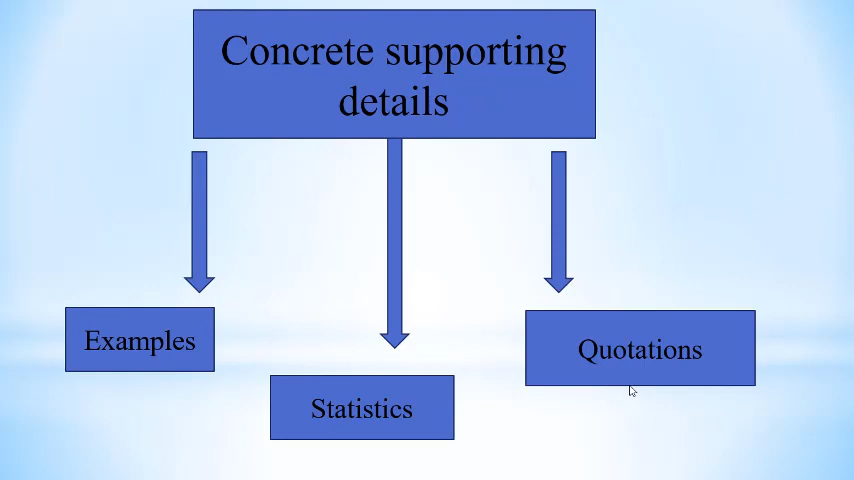 Concrete supporting
details
Examples
Quotations
Statistics